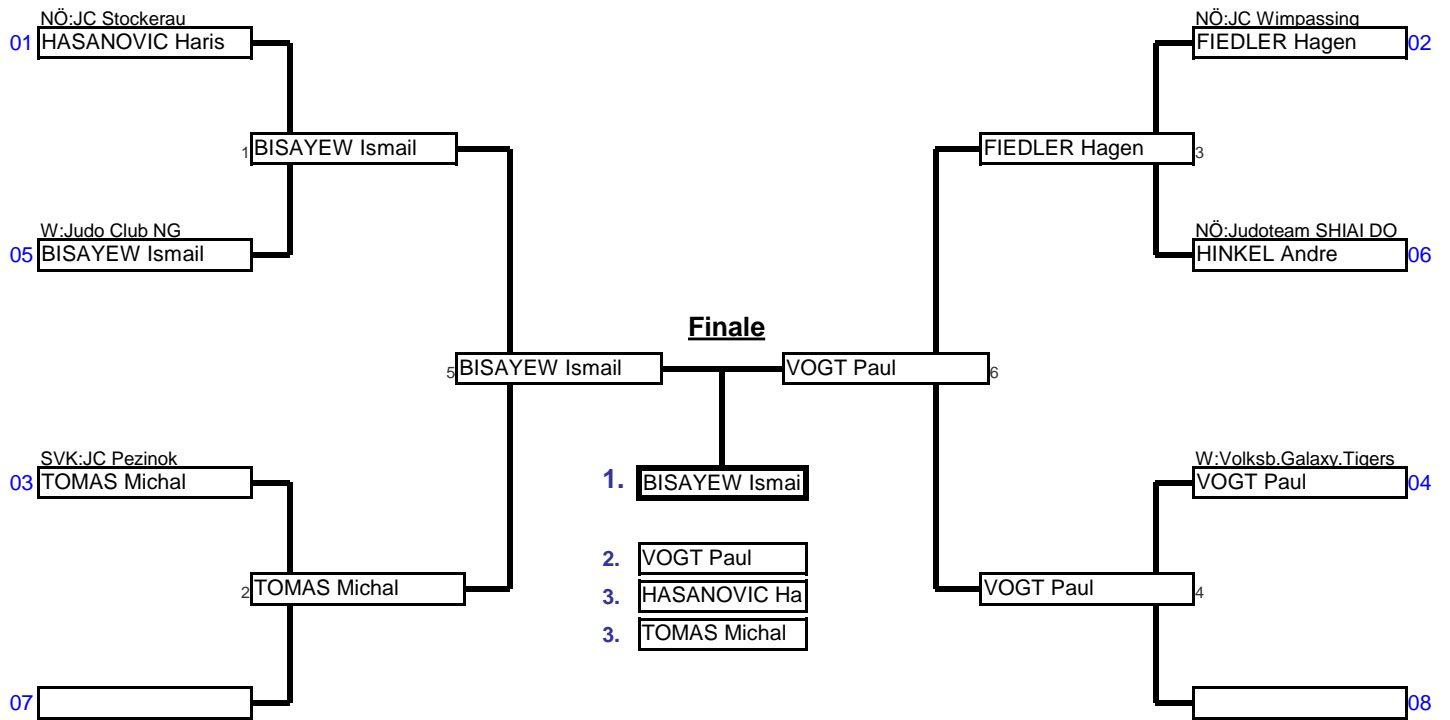 NÖ:JC Stockerau
01 HASANOVIC Haris
1 BISAYEW Ismail
W:Judo Club NG
05 BISAYEW Ismail
5 BISAYEW Ismail
SVK:JC Pezinok
03 TOMAS Michal
2 TOMAS Michal
07
Finale
1. BISAYEW Ismai
2. VOGT Paul
3. HASANOVIC Ha
3. TOMAS Michal
NÖ:JC Wimpassing
FIEDLER Hagen 02
FIEDLER Hagen 3
NÖ:Judoteam SHIAI DO
HINKEL Andre 06
VOGT Paul 6
W:Volksb.Galaxy.Tigers
VOGT Paul 04
VOGT Paul 4
08